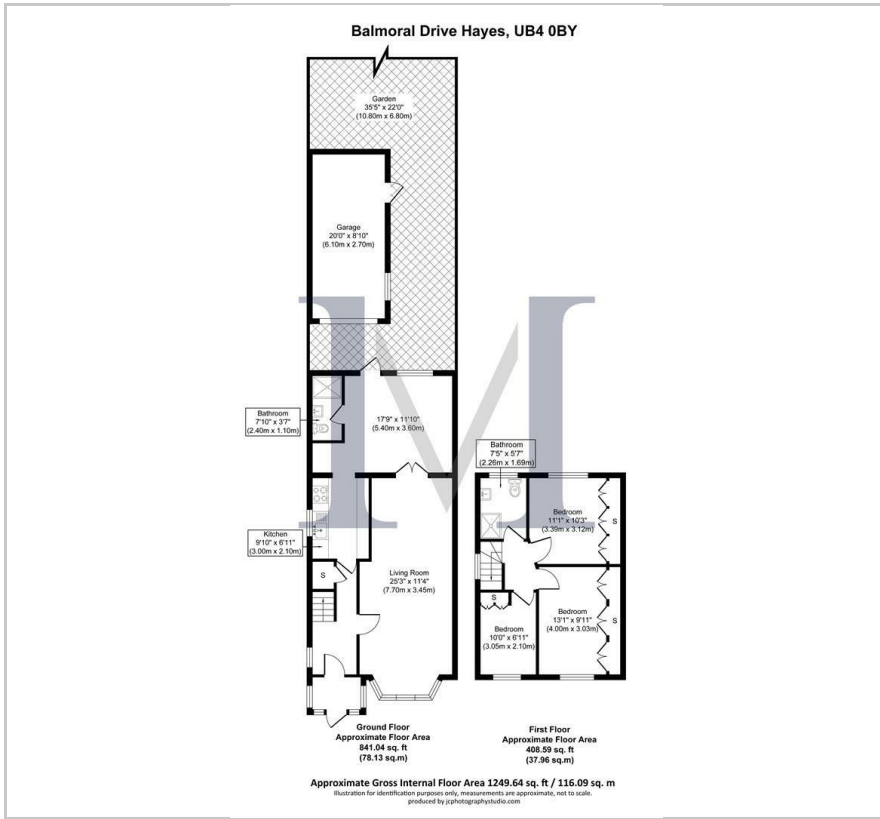 Balmoral Drive Hayes, UB4 0BY
Garden
35'5" x 22'0"
(10.80m x 6.80m)
Garage
20'0" x 8'10"
(6.10m x 2.70m)
Bathroom
7'10" x 3'7"
(2.40m x 1.10m)
17'9" x 11'10"
(5.40m x 3.60m)
Kitchen
9'10" x 6'11"
(3.00m x 2.10m)
S
Living Room
25'3" x 11'4"
(7.70m x 3.45m)
Bathroom
7'5" x 5'7"
(2.26m x 1.69m)
Bedroom
11'1" x 10'3"
(3.39m x 3.12m)
S
S
Bedroom
10'0" x 6'11"
(3.05m x 2.10m)
Bedroom
13'1" x 9'11"
(4.00m x 3.03m)
S
IMI
Ground Floor
Approximate Floor Area
841.04 sq. ft
(78.13 sq.m)
First Floor
Approximate Floor Area
408.59 sq. ft
(37.96 sq.m)
Approximate Gross Internal Floor Area 1249.64 sq. ft / 116.09 sq. m
Illustration for identification purposes only, measurements are approximate, not to scale.
produced by jcphotographystudio.com